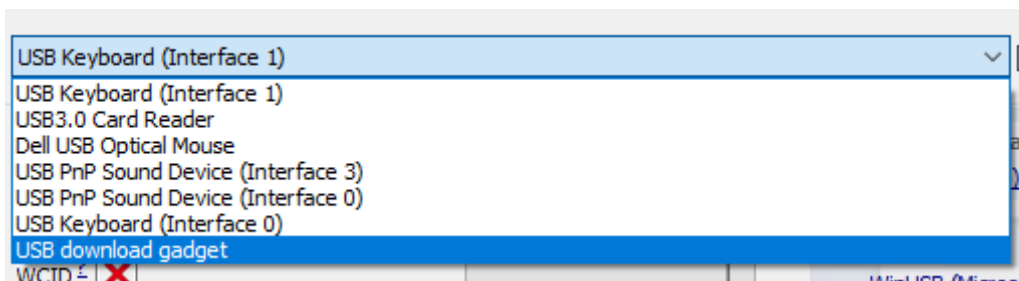 USB Keyboard (Interface 1)
USB Keyboard (Interface 1)
USB3.0 Card Reader
Dell USB Optical Mouse
USB PnP Sound Device (Interface 3)
USB PnP Sound Device (Interface 0)
USB Keyboard (Interface 0)
USB download gadget
WCID ?
WinUSB